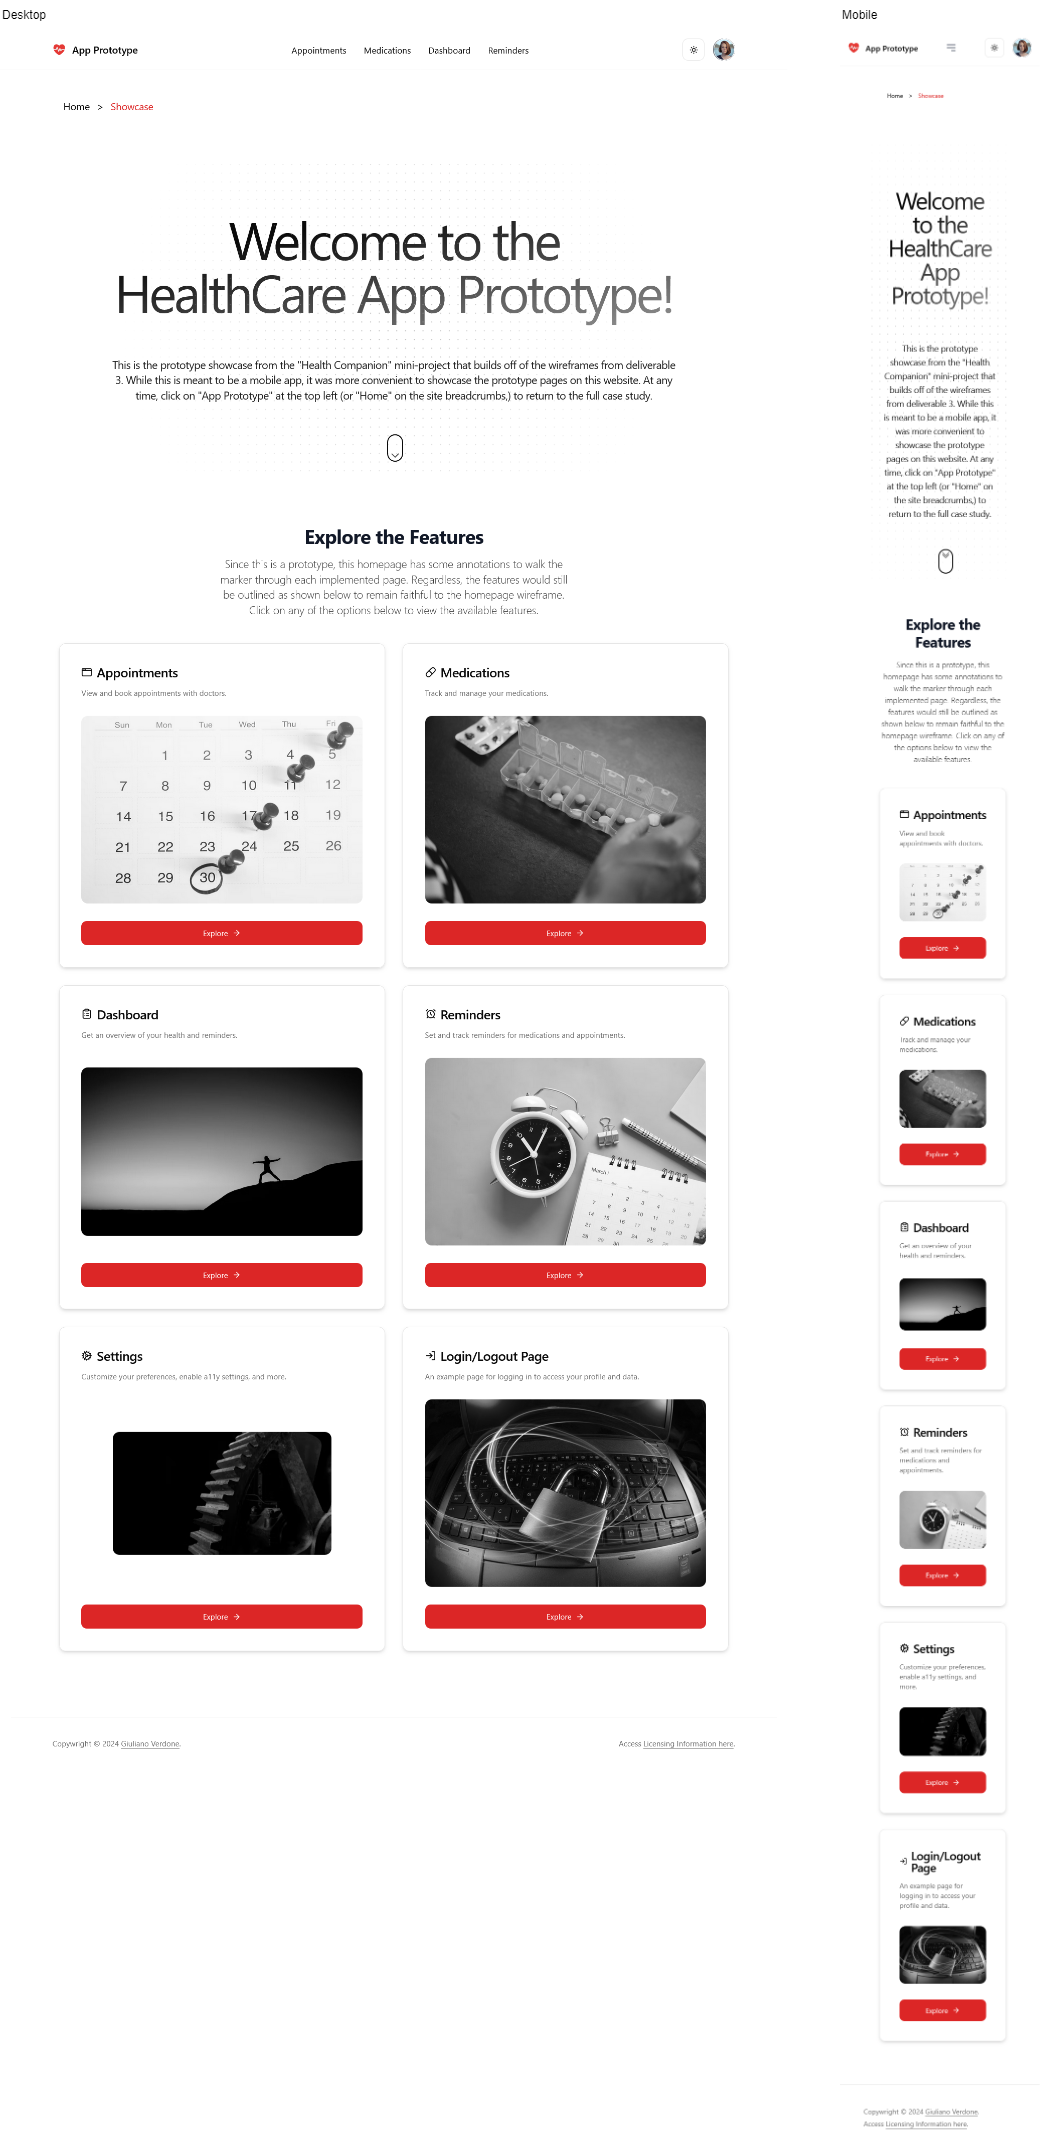 Desktop
App Prototype
Appointments Medications Dashboard Reminders
Home > Showcase
Welcome to the
HealthCare App Prototype!
This is the prototype showcase from the "Health Companion" mini-project that builds off of the wireframes from deliverable
3. While this is meant to be a mobile app, it was more convenient to showcase the prototype pages on this website. At any
time, click on "App Prototype" at the top left (or "Home" on the site breadcrumbs,) to return to the full case study.
Explore the Features
Since this is a prototype, this homepage has some annotations to walk the
marker through each implemented page. Regardless, the features would still
be outlined as shown below to remain faithful to the homepage wireframe.
Click on any of the options below to view the available features.
Appointments
View and book appointments with doctors.
Sun Mon Tue Wed Thu Fri
1 2 3 4 5
7 8 9 10 11 12
14 15 16 17 18 19
21 22 23 24 25 26
28 29 30
Explore →
Medications
Track and manage your medications.
Explore →
Dashboard
Get an overview of your health and reminders.
Explore →
Reminders
Set and track reminders for medications and appointments.
March
Explore →
Settings
Customize your preferences, enable a11y settings, and more.
Explore →
Login/Logout Page
An example page for logging in to access your profile and data.
Explore →
Copywright © 2024 Giuliano Verdone.
Access Licensing Information here.
Mobile
App Prototype
Home > Showcase
Welcome
to the
HealthCare
App
Prototype!
This is the prototype
showcase from the "Health
Companion" mini-project that
builds off of the wireframes
from deliverable 3. While this
is meant to be a mobile app, it
was more convenient to
showcase the prototype
pages on this website. At any
time, click on "App Prototype"
at the top left (or "Home" on
the site breadcrumbs,) to
return to the full case study.
Explore the
Features
Since this is a prototype, this
homepage has some annotations to
walk the marker through each
implemented page. Regardless, the
features would still be outlined as
shown below to remain faithful to the
homepage wireframe. Click on any of
the options below to view the
available features.
Appointments
View and book
appointments with doctors.
Explore →
Medications
Track and manage your
medications.
Explore →
Dashboard
Get an overview of your
health and reminders.
Explore →
Reminders
Set and track reminders for
medications and
appointments.
Explore →
Settings
Customize your preferences,
enable a11y settings, and
more.
Explore →
Login/Logout
Page
An example page for
logging in to access your
profile and data.
Explore →
Copywright © 2024 Giuliano Verdone.
Access Licensing Information here.